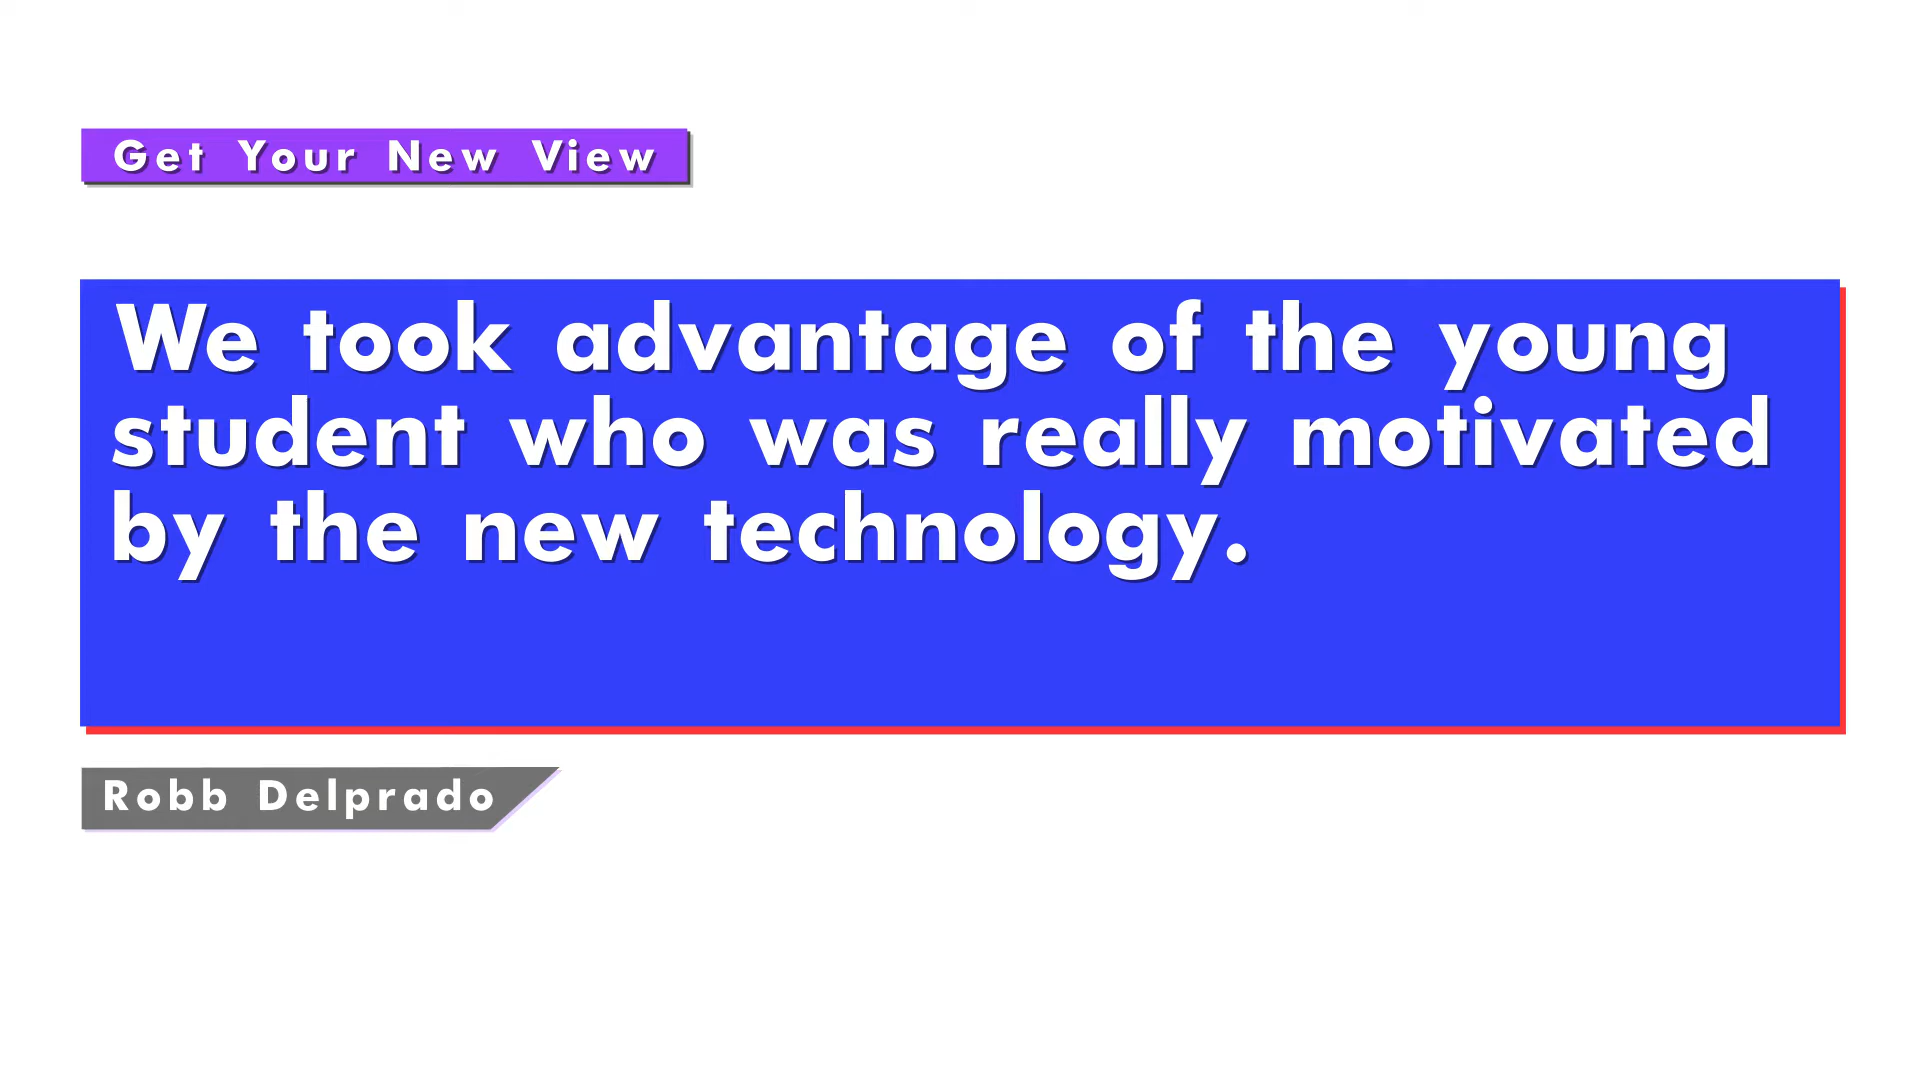 Get Your New View
We took advantage of the young
student who was really motivated
by the new technology.
Robb Delprado